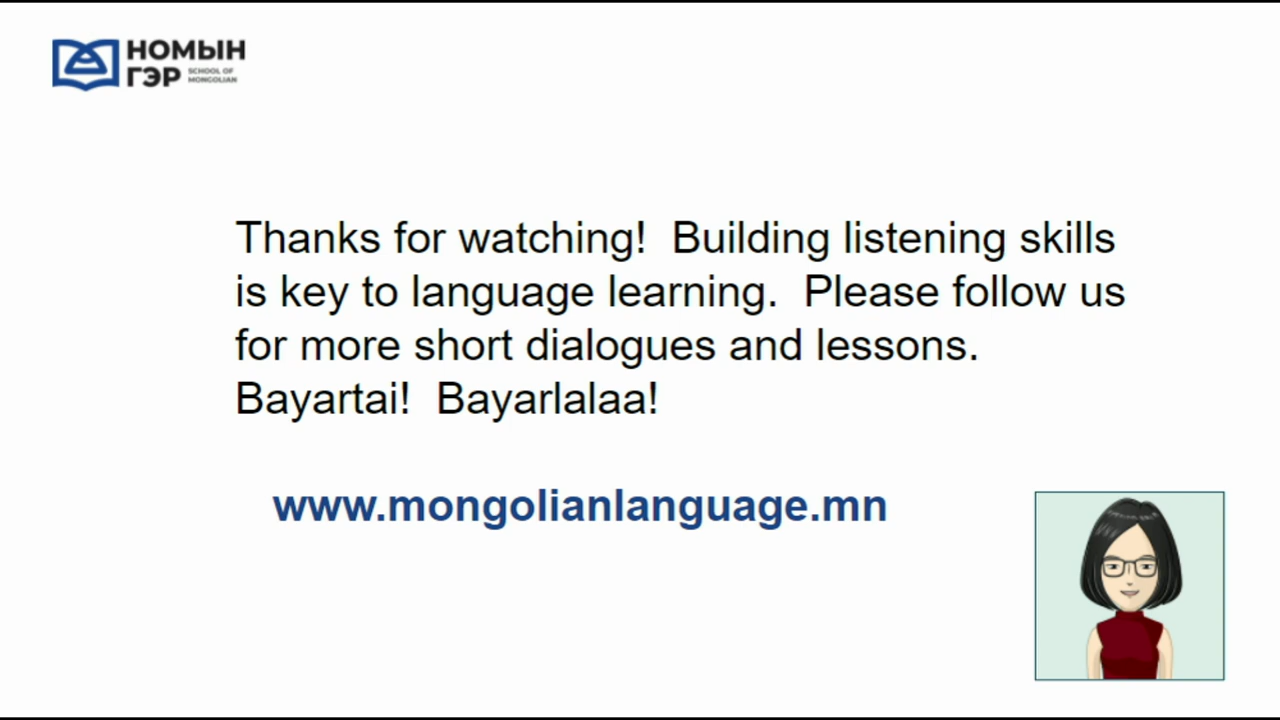 НОМЫН
ГЭР SCHOOL OF
MONGOLIAN
Thanks for watching!  Building listening skills
is key to language learning.  Please follow us
for more short dialogues and lessons.
Bayartai!  Bayarlalaa!
www.mongolianlanguage.mn